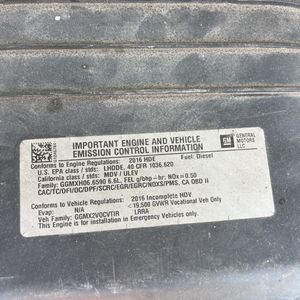 IMPORTANT ENGINE AND VEHICLE
EMISSION CONTROL INFORMATION
GM
GENERAL
MOTORS
LLC
Conforms to Engine Regulations: 2016 HDE Fuel: Diesel
U.S. EPA class / stds: LHDDE, 40 CFR 1036.620
California class / stds: MDV / ULEV
Family: GGMXH06.6590 6.6L, FEL g/bhp-hr: NOx = 0.50
CAC/TC/DFI/OC/DPF/SCRC/EGR/EGRC/NOXS/PMS, CA OBD II
Conforms to Vehicle Regulations: 2016 Incomplete HDV
Evap: N/A < 19,500 GVWR Vocational Veh Only
Veh Family: LRRA
This Engine is for Installation in Emergency Vehicles Only.